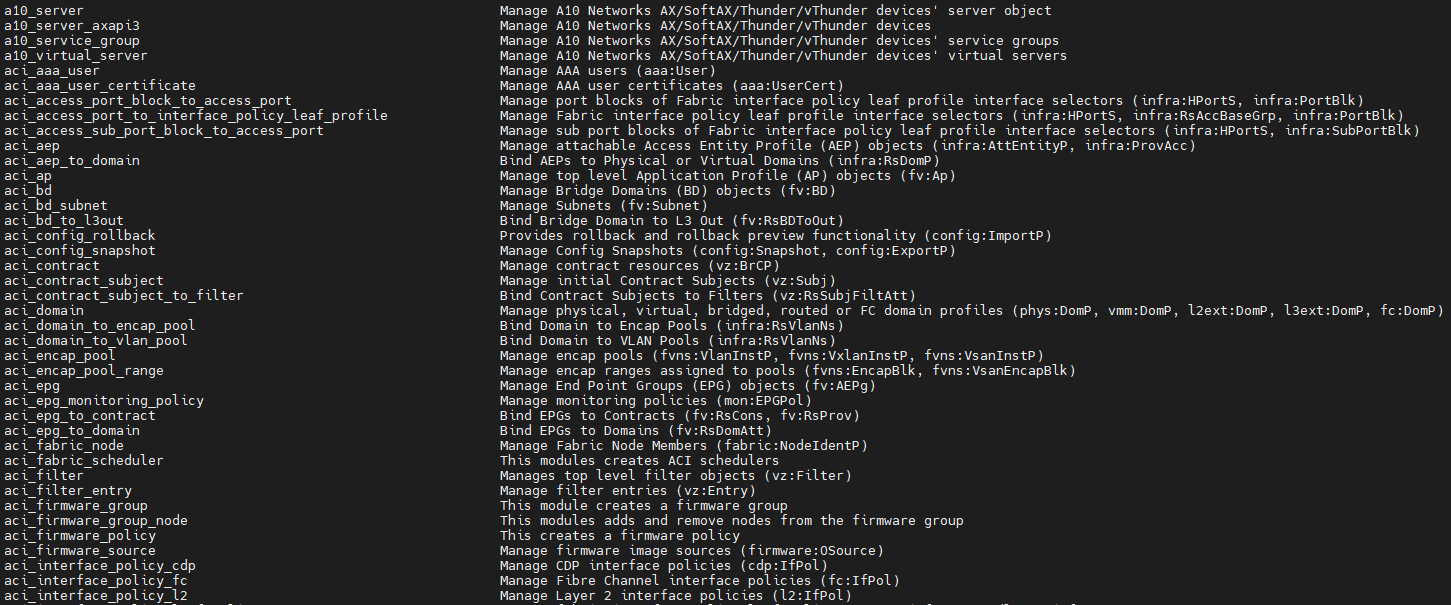 a10_server Manage A10 Networks AX/SoftAX/Thunder/vThunder devices' server object
a10_server_axapi3 Manage A10 Networks AX/SoftAX/Thunder/vThunder devices
a10_service_group Manage A10 Networks AX/SoftAX/Thunder/vThunder devices' service groups
a10_virtual_server Manage A10 Networks AX/SoftAX/Thunder/vThunder devices' virtual servers
aci_aaa_user Manage AAA users (aaa:User)
aci_aaa_user_certificate Manage AAA user certificates (aaa:UserCert)
aci_access_port_block_to_access_port Manage port blocks of Fabric interface policy leaf profile interface selectors (infra:HPortS, infra:PortBlk)
aci_access_port_to_interface_policy_leaf_profile Manage Fabric interface policy leaf profile interface selectors (infra:HPortS, infra:RsAccBaseGrp, infra:PortBlk)
aci_access_sub_port_block_to_access_port Manage sub port blocks of Fabric interface policy leaf profile interface selectors (infra:HPortS, infra:SubPortBlk)
aci_aep Manage attachable Access Entity Profile (AEP) objects (infra:AttEntityP, infra:ProvAcc)
aci_aep_to_domain Bind AEPs to Physical or Virtual Domains (infra:RsDomP)
aci_ap Manage top level Application Profile (AP) objects (fv:Ap)
aci_bd Manage Bridge Domains (BD) objects (fv:BD)
aci_bd_subnet Manage Subnets (fv:Subnet)
aci_bd_to_l3out Bind Bridge Domain to L3 Out (fv:RsBDToOut)
aci_config_rollback Provides rollback and rollback preview functionality (config:ImportP)
aci_config_snapshot Manage Config Snapshots (config:Snapshot, config:ExportP)
aci_contract Manage contract resources (vz:BrCP)
aci_contract_subject Manage initial Contract Subjects (vz:Subj)
aci_contract_subject_to_filter Bind Contract Subjects to Filters (vz:RsSubjFiltAtt)
aci_domain Manage physical, virtual, bridged, routed or FC domain profiles (phys:DomP, vmm:DomP, l2ext:DomP, l3ext:DomP, fc:DomP)
aci_domain_to_encap_pool Bind Domain to Encap Pools (infra:RsVlanNs)
aci_domain_to_vlan_pool Bind Domain to VLAN Pools (infra:RsVlanNs)
aci_encap_pool Manage encap pools (fvns:VlanInstP, fvns:VxlanInstP, fvns:VsanInstP)
aci_encap_pool_range Manage encap ranges assigned to pools (fvns:EncapBlk, fvns:VsanEncapBlk)
aci_epg Manage End Point Groups (EPG) objects (fv:AEPg)
aci_epg_monitoring_policy Manage monitoring policies (mon:EPGPol)
aci_epg_to_contract Bind EPGs to Contracts (fv:RsCons, fv:RsProv)
aci_epg_to_domain Bind EPGs to Domains (fv:RsDomAtt)
aci_fabric_node Manage Fabric Node Members (fabric:NodeIdentP)
aci_fabric_scheduler This modules creates ACI schedulers
aci_filter Manages top level filter objects (vz:Filter)
aci_filter_entry Manage filter entries (vz:Entry)
aci_firmware_group This module creates a firmware group
aci_firmware_group_node This modules adds and remove nodes from the firmware group
aci_firmware_policy This creates a firmware policy
aci_firmware_source Manage firmware image sources (firmware:OSource)
aci_interface_policy_cdp Manage CDP interface policies (cdp:IfPol)
aci_interface_policy_fc Manage Fibre Channel interface policies (fc:IfPol)
aci_interface_policy_l2 Manage Layer 2 interface policies (l2:IfPol)